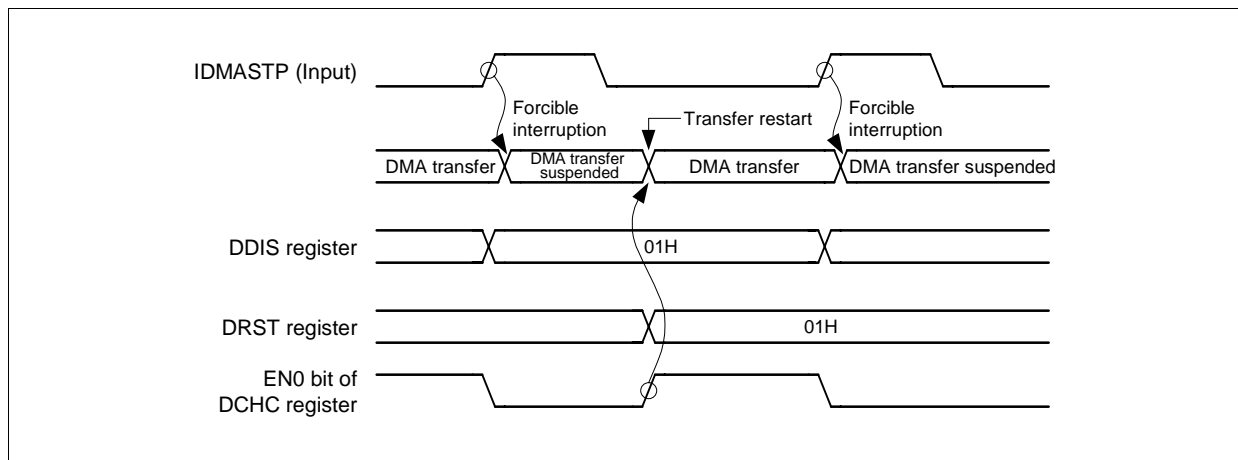 IDMASTP (Input)
Forcible
interruption
Transfer restart
Forcible
interruption
DMA transfer
DMA transfer
suspended
DMA transfer
DMA transfer suspended
DDIS register
01H
DRST register
01H
EN0 bit of
DCHC register